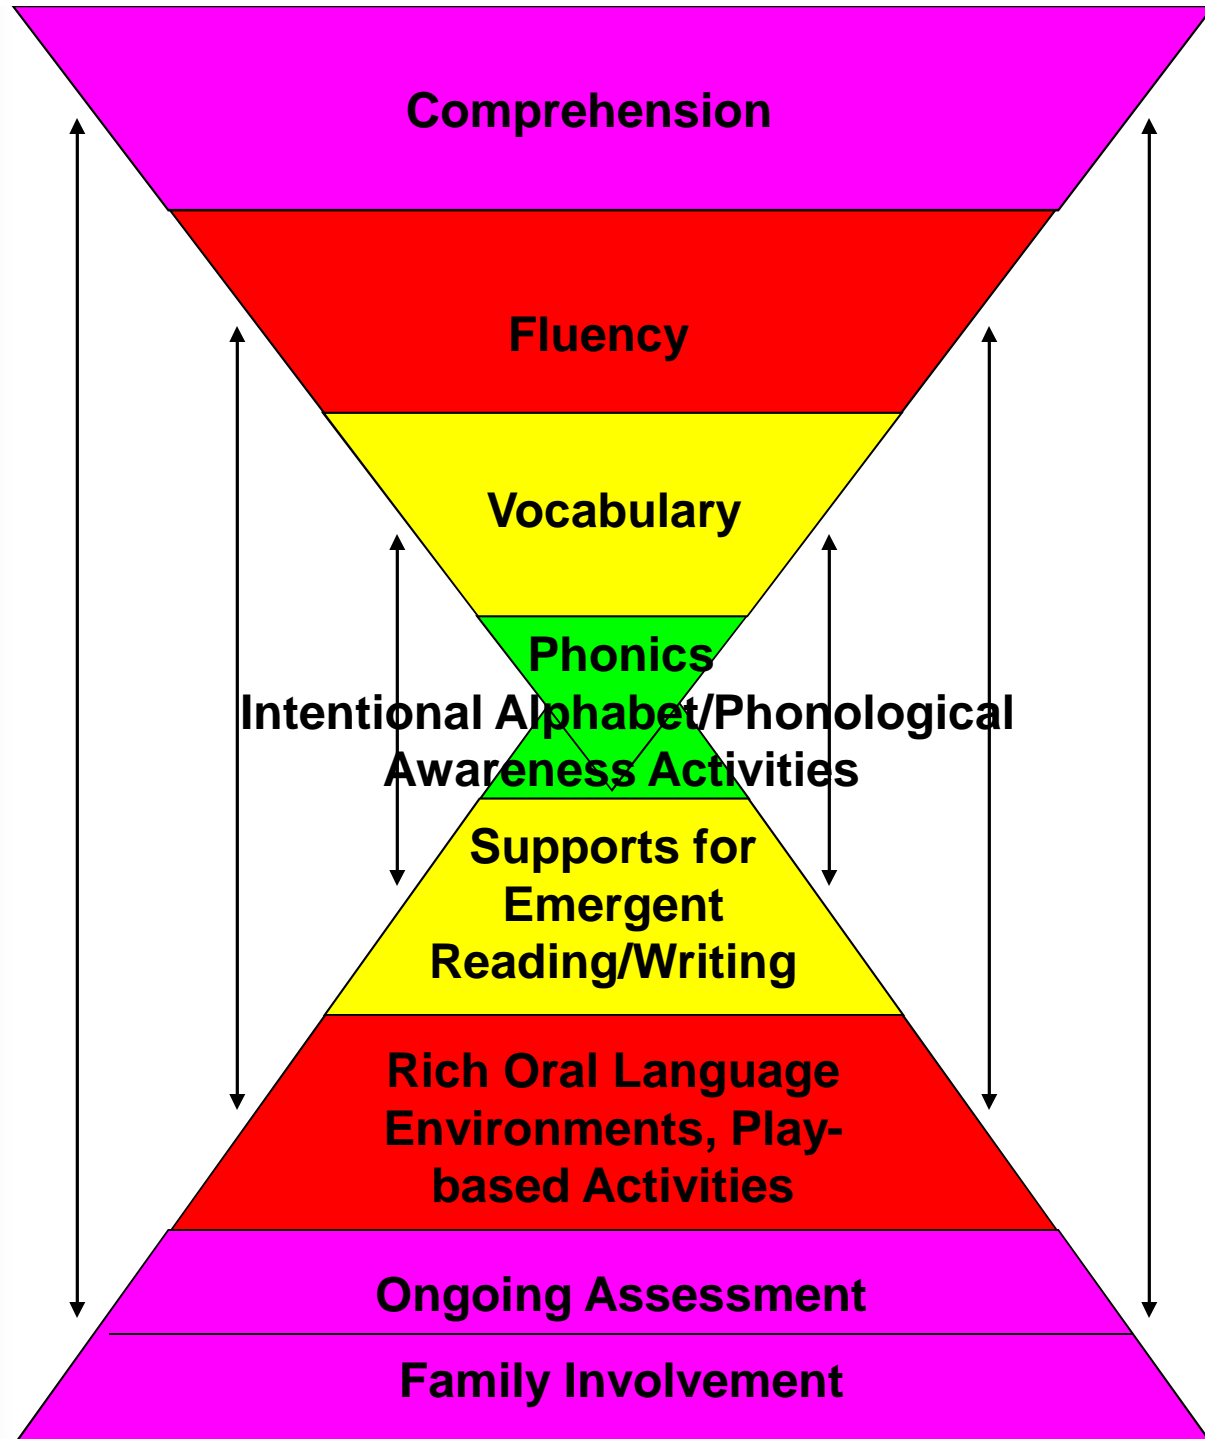 Comprehension
Fluency
Vocabulary
Phonics
Intentional Alphabet/Phonological
Awareness Activities
Supports for
Emergent
Reading/Writing
Rich Oral Language
Environments, Play-
based Activities
Ongoing Assessment
Family Involvement